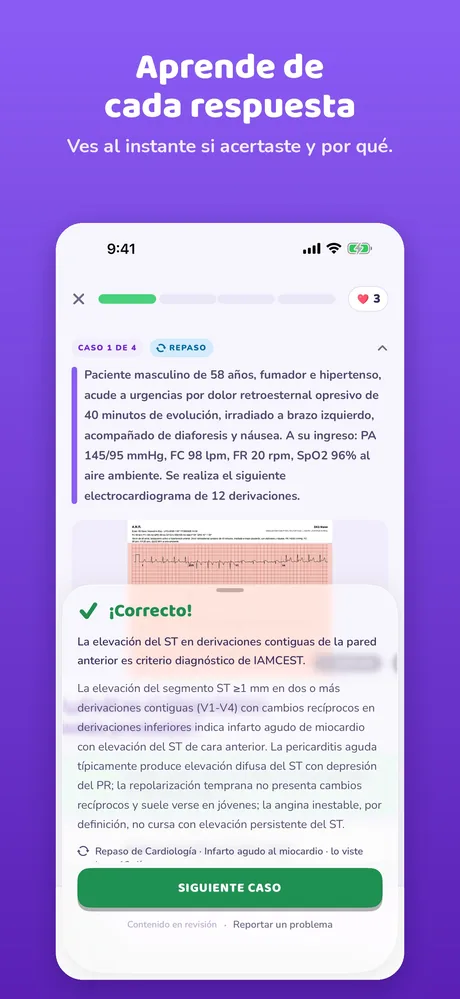 Aprende de
cada respuesta
Ves al instante si acertaste y por qué.
9:41
3
CASO 1 DE 4
REPASO
Paciente masculino de 58 años, fumador e hipertenso,
acude a urgencias por dolor retroesternal opresivo de
40 minutos de evolución, irradiado a brazo izquierdo,
acompañado de diaforesis y náusea. A su ingreso: PA
145/95 mmHg, FC 98 lpm, FR 20 rpm, SpO2 96% al
aire ambiente. Se realiza el siguiente
electrocardiograma de 12 derivaciones.
¡Correcto!
La elevación del ST en derivaciones contiguas de la pared
anterior es criterio diagnóstico de IAMCEST.
La elevación del segmento ST ≥1 mm en dos o más
derivaciones contiguas (V1-V4) con cambios recíprocos en
derivaciones inferiores indica infarto agudo de miocardio
con elevación del ST de cara anterior. La pericarditis aguda
típicamente produce elevación difusa del ST con depresión
del PR; la repolarización temprana no presenta cambios
recíprocos y suele verse en jóvenes; la angina inestable, por
definición, no cursa con elevación persistente del ST.
Repaso de Cardiología · Infarto agudo al miocardio · lo viste
SIGUIENTE CASO
Contenido en revisión · Reportar un problema